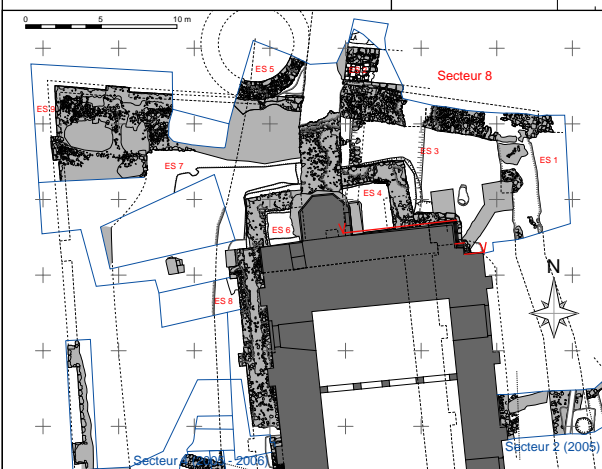 0 5 10 m
ES 5
Secteur 8
ES 9
ES 3
ES 1
ES 7
ES 4
ES 6
V
V
N
ES 8
Secteur 2 (2005)
Secteur 2006)